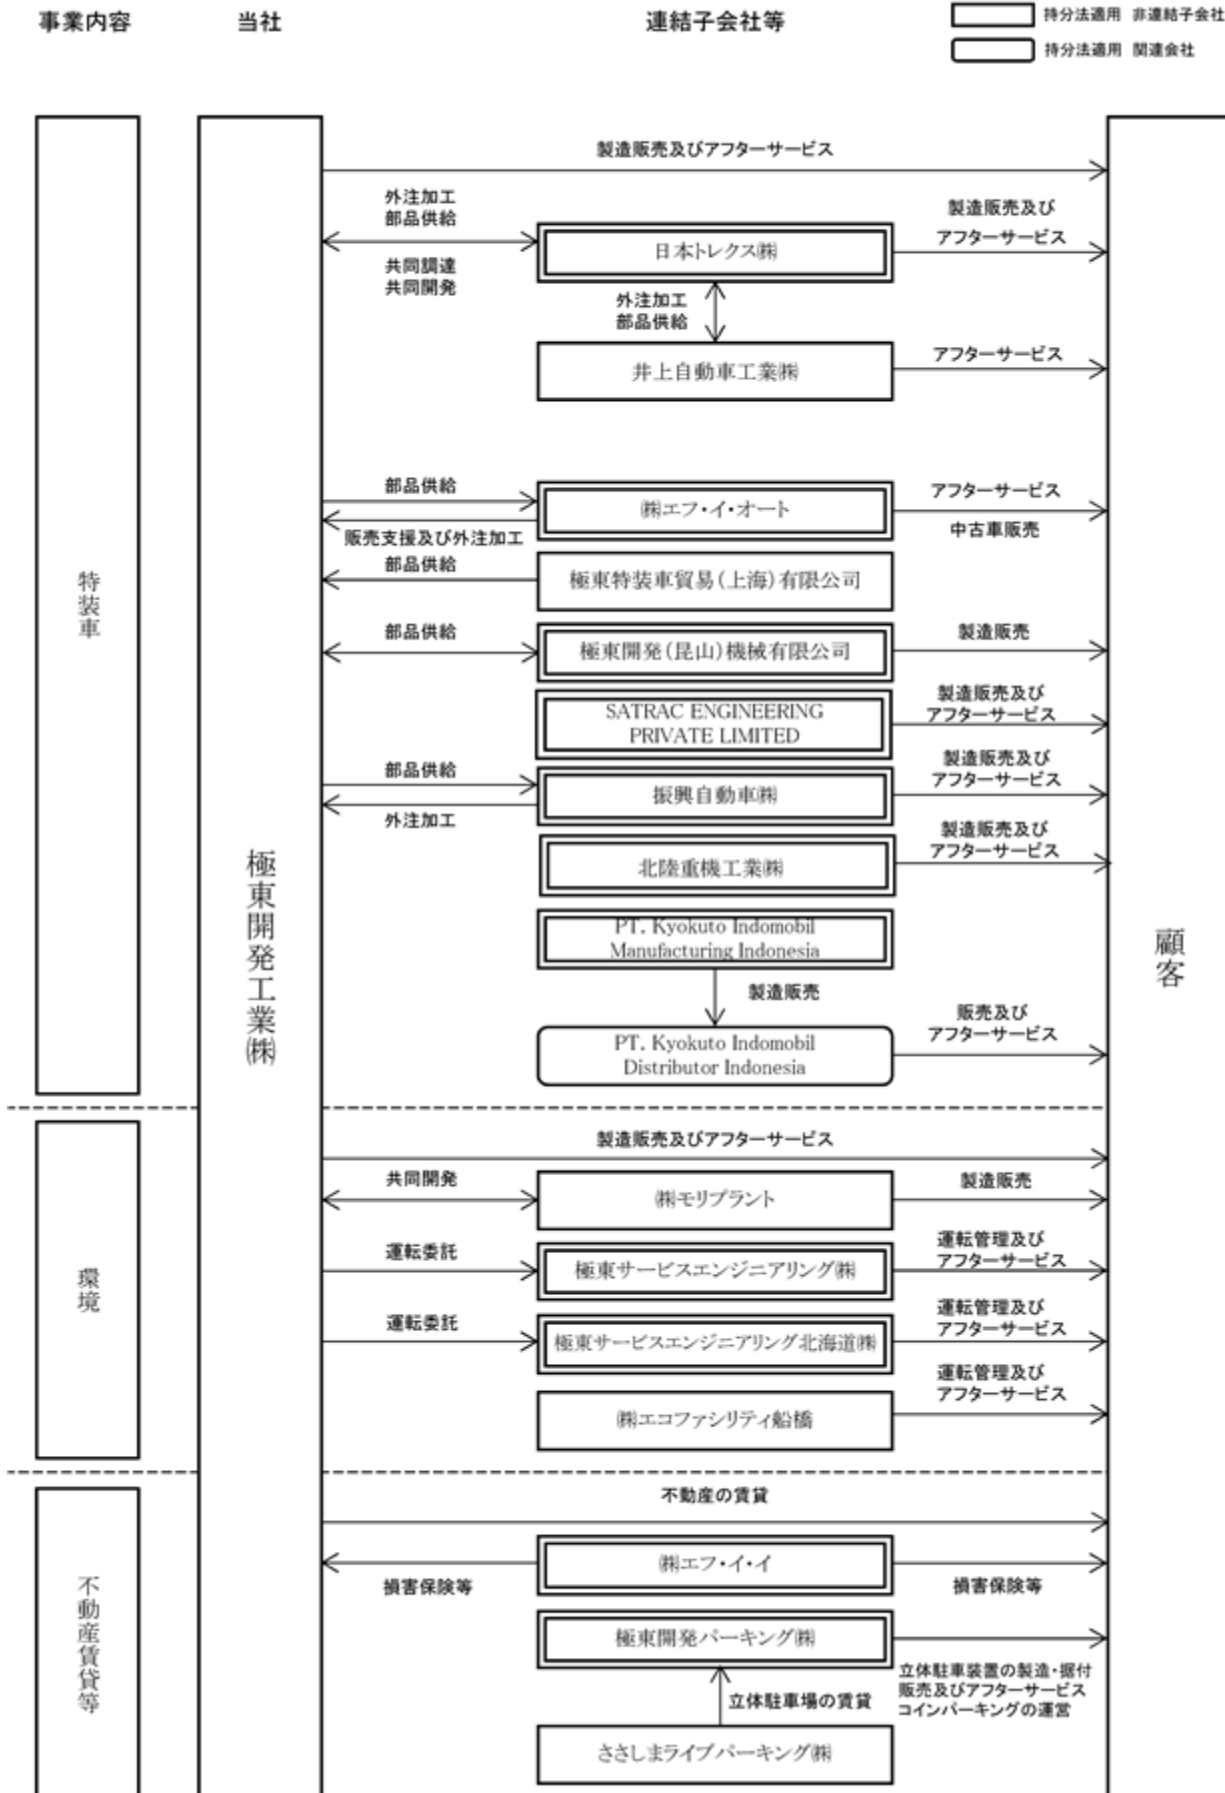 事業内容
当社
連結子会社等
持分法適用 非連結子会社
持分法適用 関連会社
特装車
極東開発工業㈱
顧客
製造販売及びアフターサービス
外注加工
部品供給
共同調達
共同開発
日本トレクス㈱
製造販売及び
アフターサービス
外注加工
部品供給
井上自動車工業㈱
アフターサービス
部品供給
販売支援及び外注加工
㈱エフ・イ・オート
アフターサービス
中古車販売
部品供給
極東特装車貿易(上海)有限公司
部品供給
極東開発(昆山)機械有限公司
製造販売
SATRAC ENGINEERING
PRIVATE LIMITED
製造販売及び
アフターサービス
部品供給
外注加工
振興自動車㈱
製造販売及び
アフターサービス
北陸重機工業㈱
製造販売及び
アフターサービス
PT. Kyokuto Indomobil
Manufacturing Indonesia
製造販売
PT. Kyokuto Indomobil
Distributor Indonesia
販売及び
アフターサービス
環境
製造販売及びアフターサービス
共同開発
㈱モリプラント
製造販売
運転委託
極東サービスエンジニアリング㈱
運転管理及び
アフターサービス
運転委託
極東サービスエンジニアリング北海道㈱
運転管理及び
アフターサービス
㈱エコファシリティ船橋
運転管理及び
アフターサービス
不動産賃貸等
不動産の賃貸
損害保険等
㈱エフ・イ・イ
損害保険等
極東開発パーキング㈱
立体駐車装置の製造・据付
販売及びアフターサービス
コインパーキングの運営
立体駐車場の賃貸
ささしまライブパーキング㈱